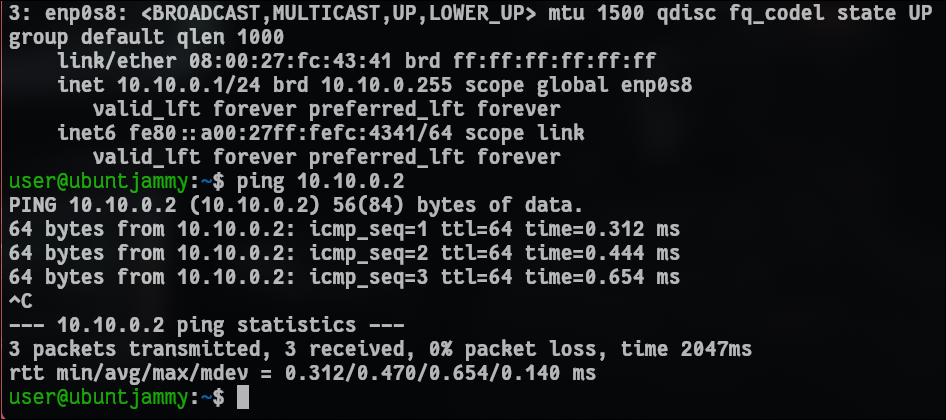 3: enp0s8: <BROADCAST,MULTICAST,UP,LOWER_UP> mtu 1500 qdisc fq_codel state UP
group default qlen 1000
    link/ether 08:00:27:fc:43:41 brd ff:ff:ff:ff:ff:ff
    inet 10.10.0.1/24 brd 10.10.0.255 scope global enp0s8
       valid_lft forever preferred_lft forever
    inet6 fe80::a00:27ff:fefc:4341/64 scope link
       valid_lft forever preferred_lft forever
user@ubuntjammy:~$ ping 10.10.0.2
PING 10.10.0.2 (10.10.0.2) 56(84) bytes of data.
64 bytes from 10.10.0.2: icmp_seq=1 ttl=64 time=0.312 ms
64 bytes from 10.10.0.2: icmp_seq=2 ttl=64 time=0.444 ms
64 bytes from 10.10.0.2: icmp_seq=3 ttl=64 time=0.654 ms
^C
--- 10.10.0.2 ping statistics ---
3 packets transmitted, 3 received, 0% packet loss, time 2047ms
rtt min/avg/max/mdev = 0.312/0.470/0.654/0.140 ms
user@ubuntjammy:~$